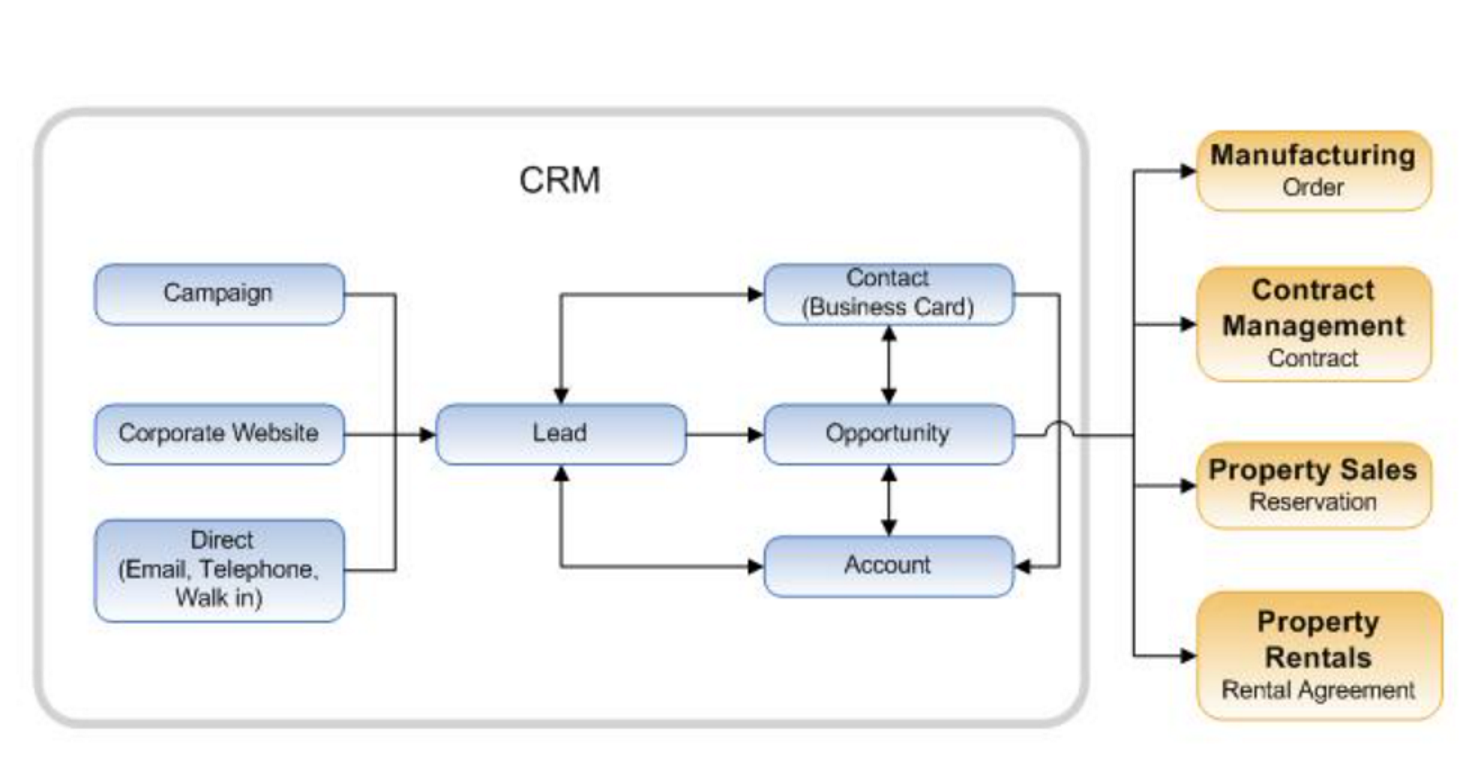 CRM
Campaign
Corporate Website
Direct
(Email, Telephone,
Walk in)
Lead
Contact
(Business Card)
Opportunity
Account
Manufacturing
Order
Contract
Management
Contract
Property Sales
Reservation
Property
Rentals
Rental Agreement